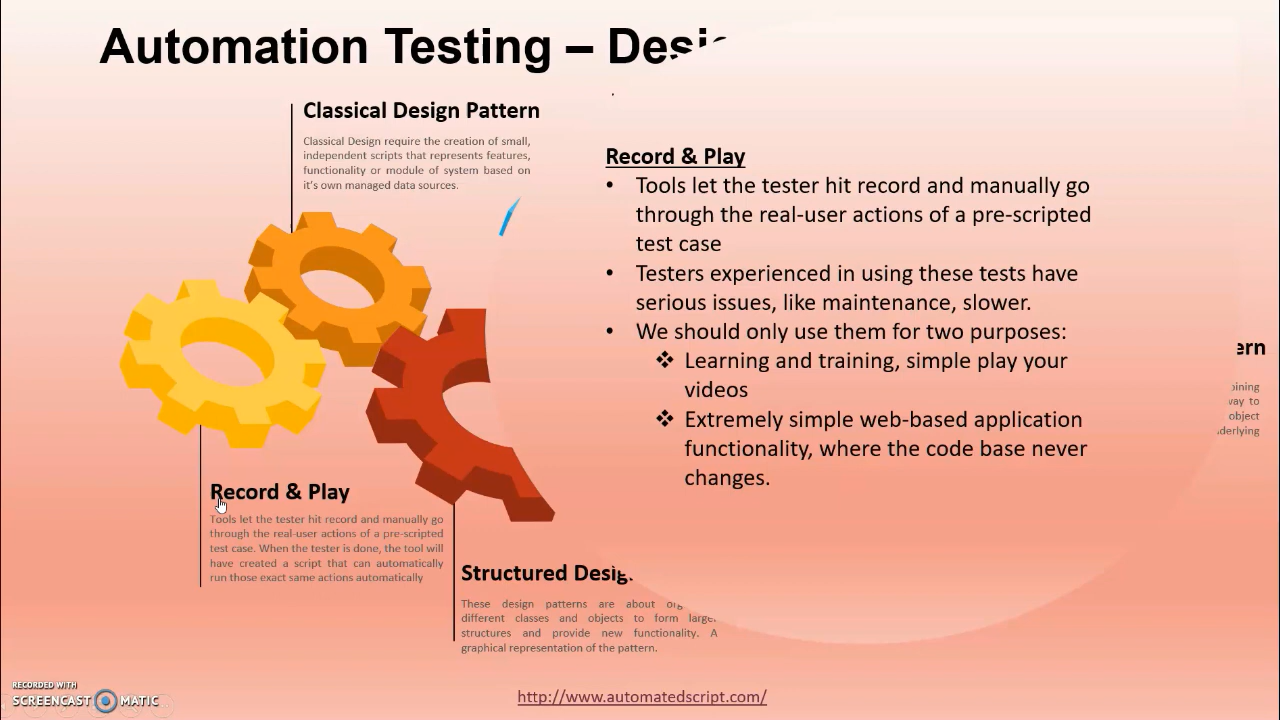 Automation Testing –
Classical Design Pattern
Classical Design require the creation of small,
independent scripts that represents features,
functionality or module of system based on
it's own managed data sources.
Record & Play
• Tools let the tester hit record and manually go
through the real-user actions of a pre-scripted
test case
• Testers experienced in using these tests have
serious issues, like maintenance, slower.
• We should only use them for two purposes:
❖ Learning and training, simple play your
videos
❖ Extremely simple web-based application
functionality, where the code base never
changes.
ern
way to
object
Record & Play
Tools let the tester hit record and manually go
through the real-user actions of a pre-scripted
test case. When the tester is done, the tool will
have created a script that can automatically
run those exact same actions automatically
Structured Desig
These design patterns are about
different classes and objects to form larger
structures and provide new functionality. A
graphical representation of the pattern.
RECORDED WITH
SCREENCAST MATIC
http://www.automatedscript.com/